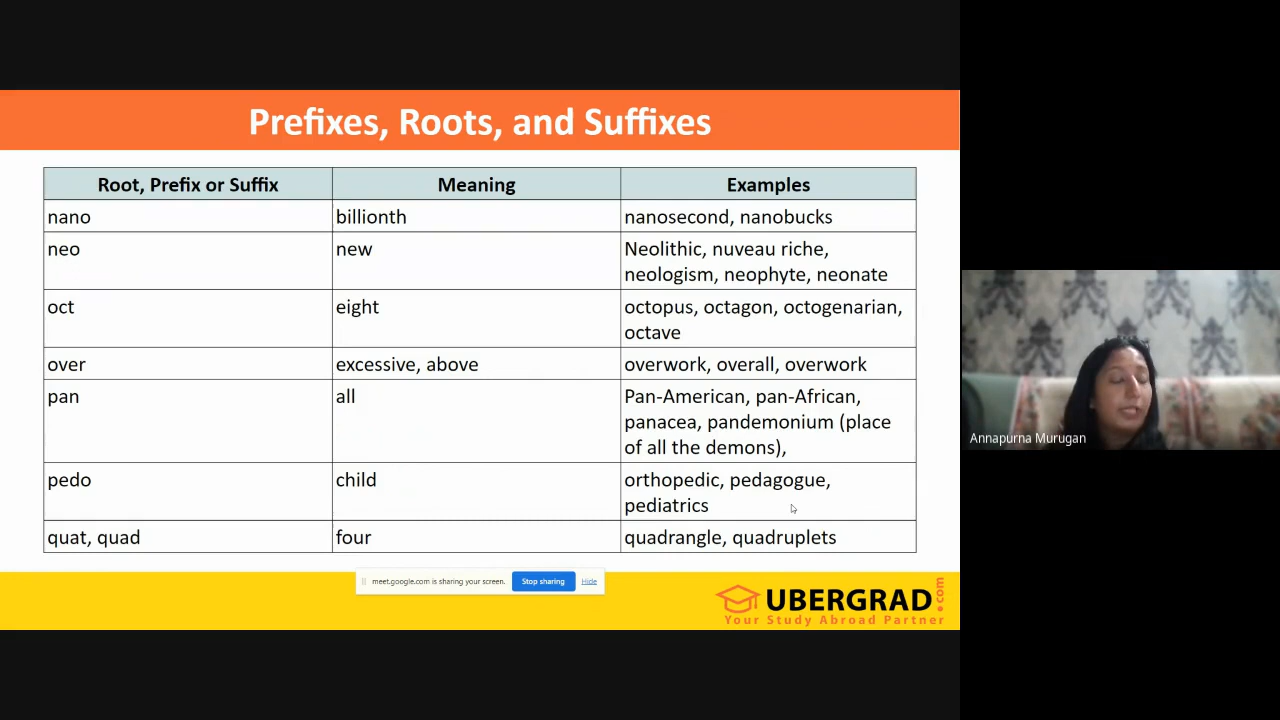 Prefixes, Roots, and Suffixes
Root, Prefix or Suffix Meaning Examples
nano billionth nanosecond, nanobucks
neo new Neolithic, nuveau riche,
neologism, neophyte, neonate
oct eight octopus, octagon, octogenarian,
octave
over excessive, above overwork, overall, overwork
pan all Pan-American, pan-African,
panacea, pandemonium (place
of all the demons),
pedo child orthopedic, pedagogue,
pediatrics
quat, quad four quadrangle, quadruplets
meet.google.com is sharing your screen. Stop sharing Hide
UBERGRAD.com
Your Study Abroad Partner
Annapurna Murugan